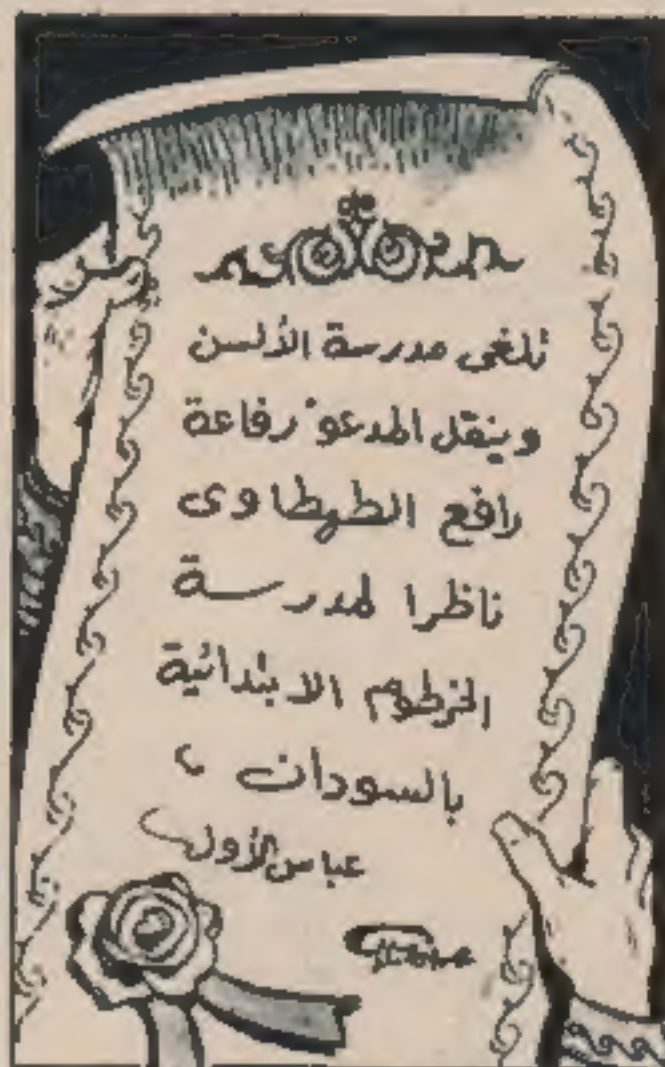 تلغى مدرسة الألسن
وينقل المدعو رفاعة
رافع الطهطاوى
ناظرا لمدرسة
الخرطوم الابتدائية
بالسودان ،
عباس الأول